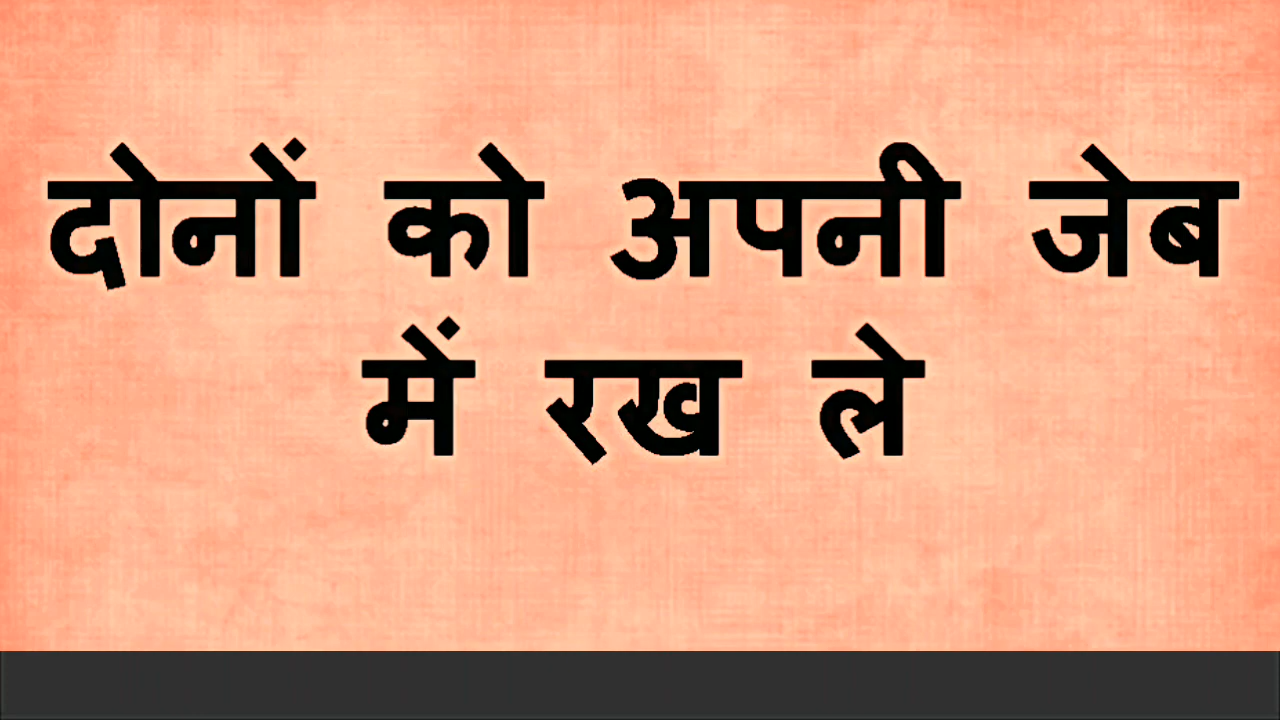 दोनों को अपनी जेब
में रख ले